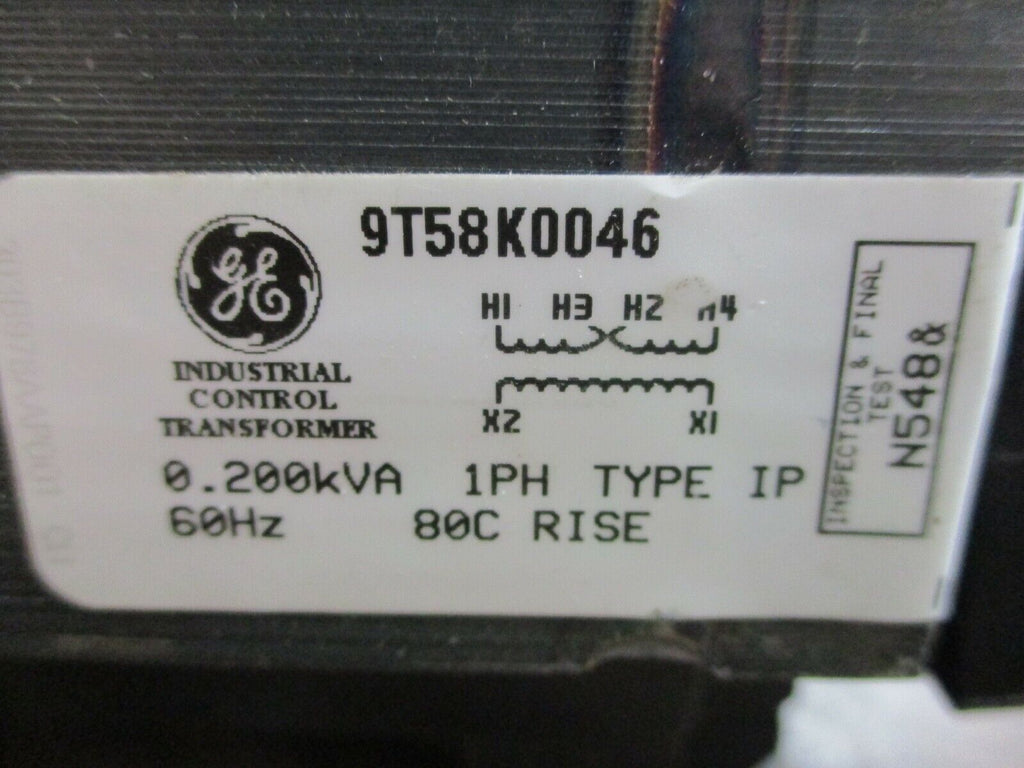 9T58K0046
GE
H1 H3 H2 H4
INDUSTRIAL
CONTROL
TRANSFORMER
X2 X1
0.200kVA 1PH TYPE IP
60Hz 80C RISE
INSPECTION & FINAL
TEST
N548&